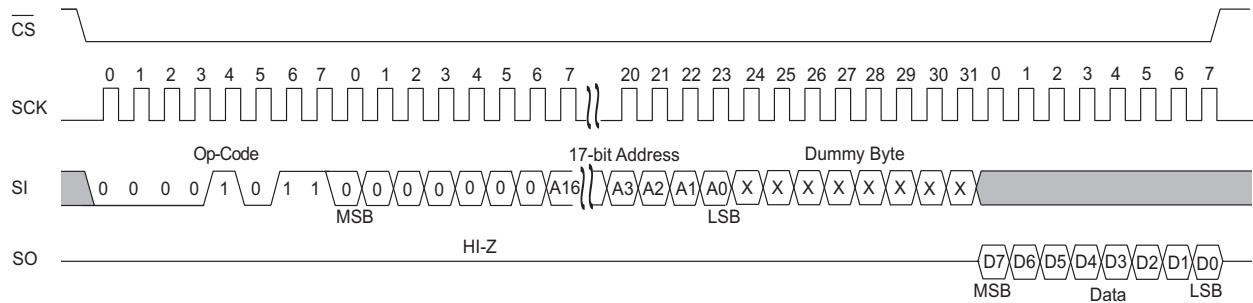 CS
0 1 2 3 4 5 6 7 0 1 2 3 4 5 6 7 20 21 22 23 24 25 26 27 28 29 30 31 0 1 2 3 4 5 6 7
SCK
Op-Code 17-bit Address Dummy Byte
SI 0 0 0 0 1 0 1 1 0 0 0 0 0 0 0 A16 A3 A2 A1 A0 X X X X X X X X
MSB LSB
HI-Z
SO D7 D6 D5 D4 D3 D2 D1 D0
MSB Data LSB